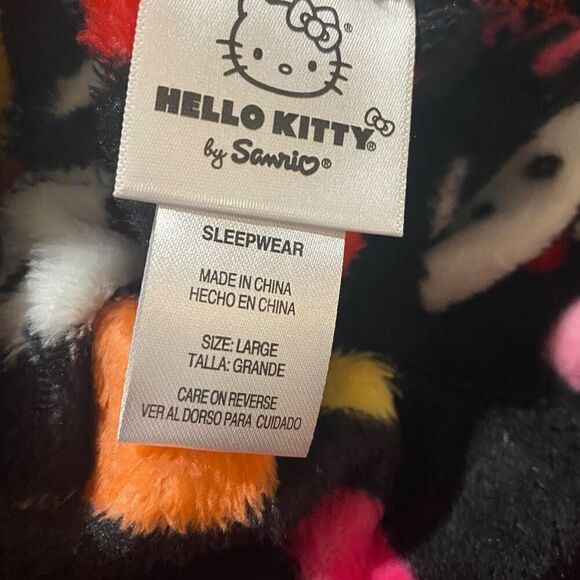 HELLO KITTY®
by Sanrio®
SLEEPWEAR
MADE IN CHINA
HECHO EN CHINA
SIZE: LARGE
TALLA: GRANDE
CARE ON REVERSE
VER AL DORSO PARA CUIDADO